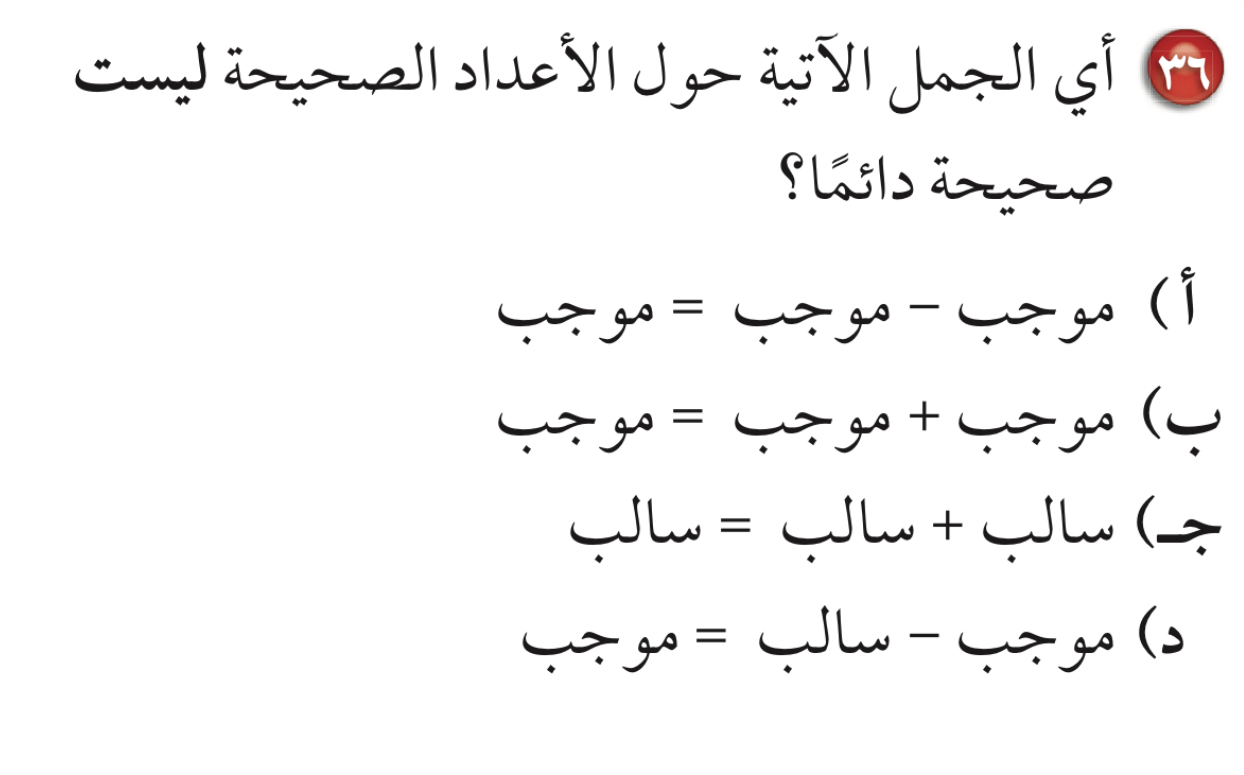 ٣٦ أي الجمل الآتية حول الأعداد الصحيحة ليست
صحيحة دائمًا؟
أ ) موجب – موجب = موجب
ب) موجب + موجب = موجب
جـ) سالب + سالب = سالب
د) موجب – سالب = موجب